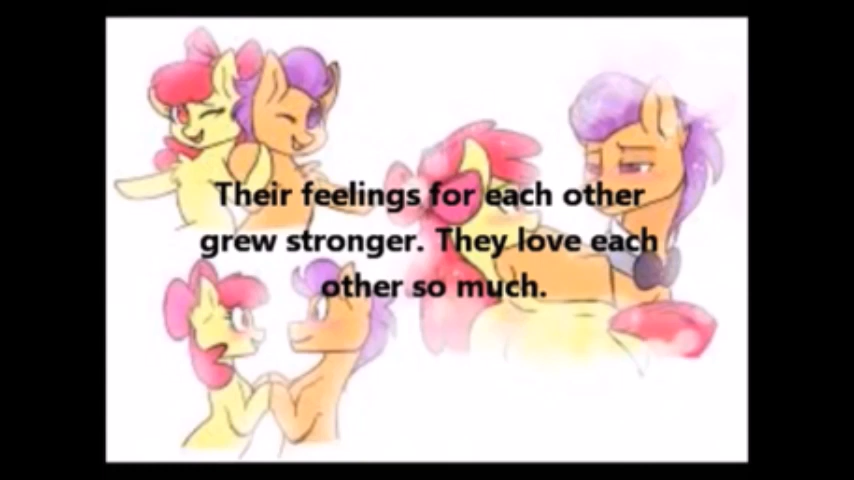 Their feelings for each other
grew stronger. They love each
other so much.